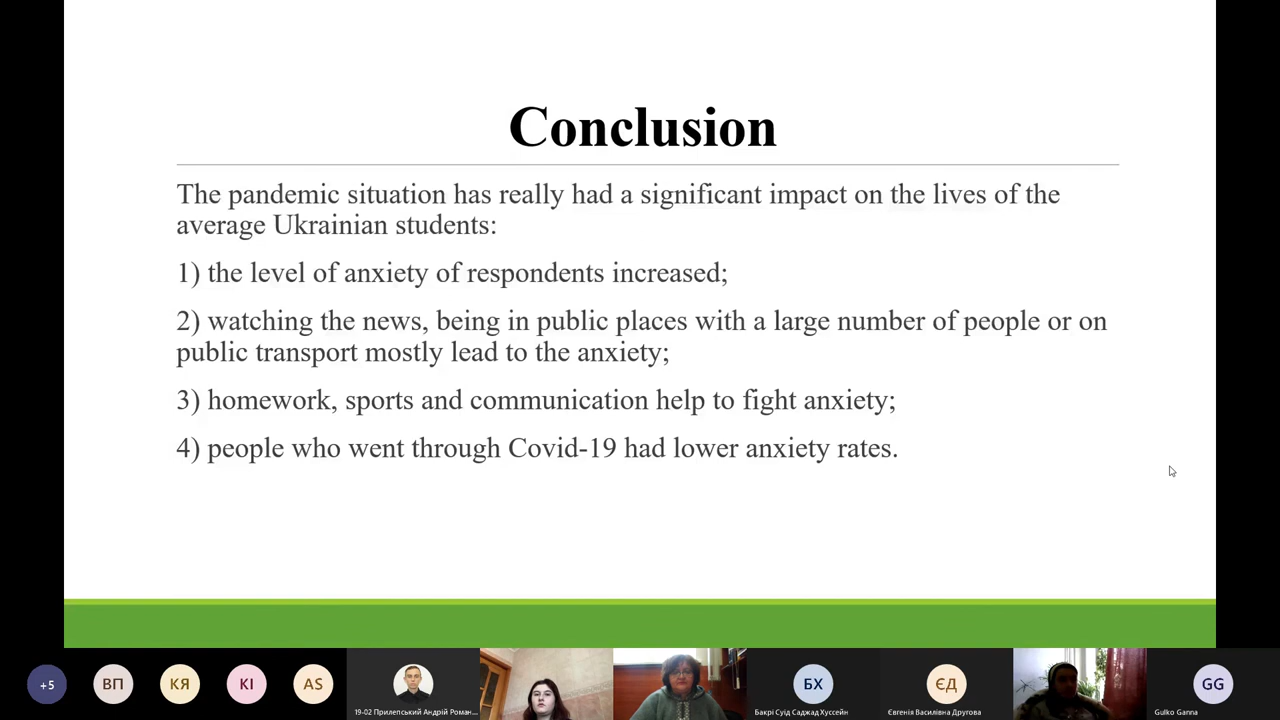 Conclusion
The pandemic situation has really had a significant impact on the lives of the
average Ukrainian students:
1) the level of anxiety of respondents increased;
2) watching the news, being in public places with a large number of people or on
public transport mostly lead to the anxiety;
3) homework, sports and communication help to fight anxiety;
4) people who went through Covid-19 had lower anxiety rates.
+5
ВП
КЯ
КІ
AS
19-02 Прилепський Андрій Роман...
БХ
Бакрі Суід Саджад Хуссейн
ЄД
Євгенія Василівна Другова
GG
Gulko Ganna